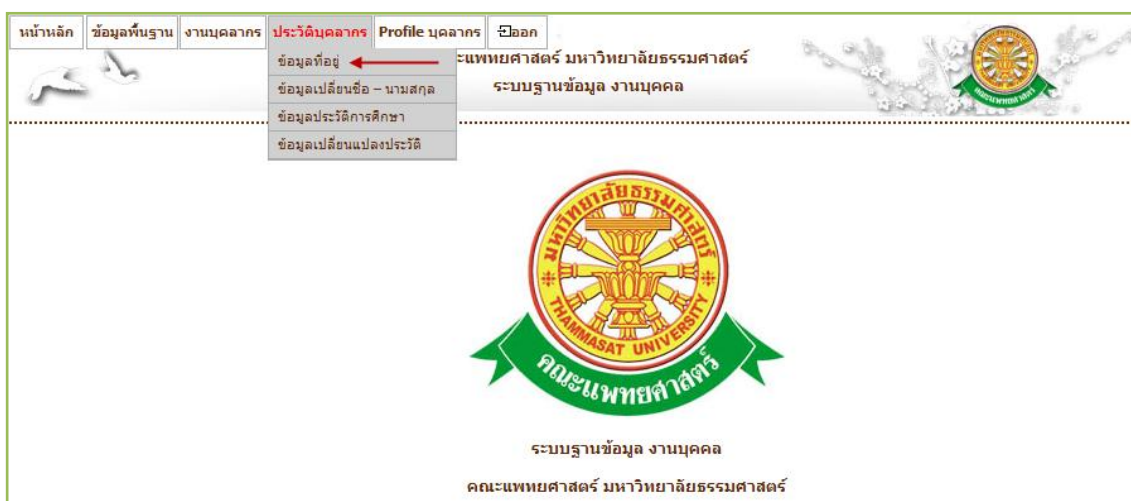 หน้าหลัก ข้อมูลพื้นฐาน งานบุคลากร ประวัติบุคลากร Profile บุคลากร ออก
ข้อมูลที่อยู่
ข้อมูลเปลี่ยนชื่อ – นามสกุล
ข้อมูลประวัติการศึกษา
ข้อมูลเปลี่ยนแปลงประวัติ
ะแพทยศาสตร์ มหาวิทยาลัยธรรมศาสตร์
ระบบฐานข้อมูล งานบุคคล
คณะแพทยศาสตร์
มหาวิทยาลัยธรรมศาสตร์
THAMMASAT UNIVERSITY
คณะแพทยศาสตร์
ระบบฐานข้อมูล งานบุคคล
คณะแพทยศาสตร์ มหาวิทยาลัยธรรมศาสตร์